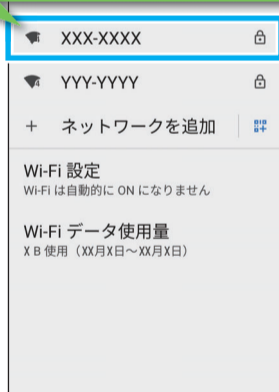 XXX-XXXX
YYY-YYYY
+ ネットワークを追加
Wi-Fi 設定
Wi-Fi は自動的に ON になりません
Wi-Fi データ使用量
X B 使用（XX月X日～XX月X日）